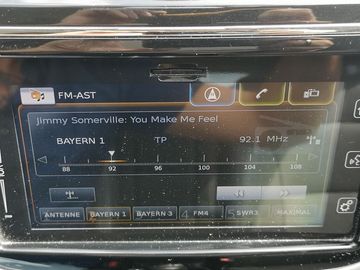 FM-AST
Jimmy Somerville: You Make Me Feel
BAYERN 1 TP 92.1 MHz
88 92 96 100 104 108
ANTENNE BAYERN 1 BAYERN 3 FM4 SWR3 MAXIMAL